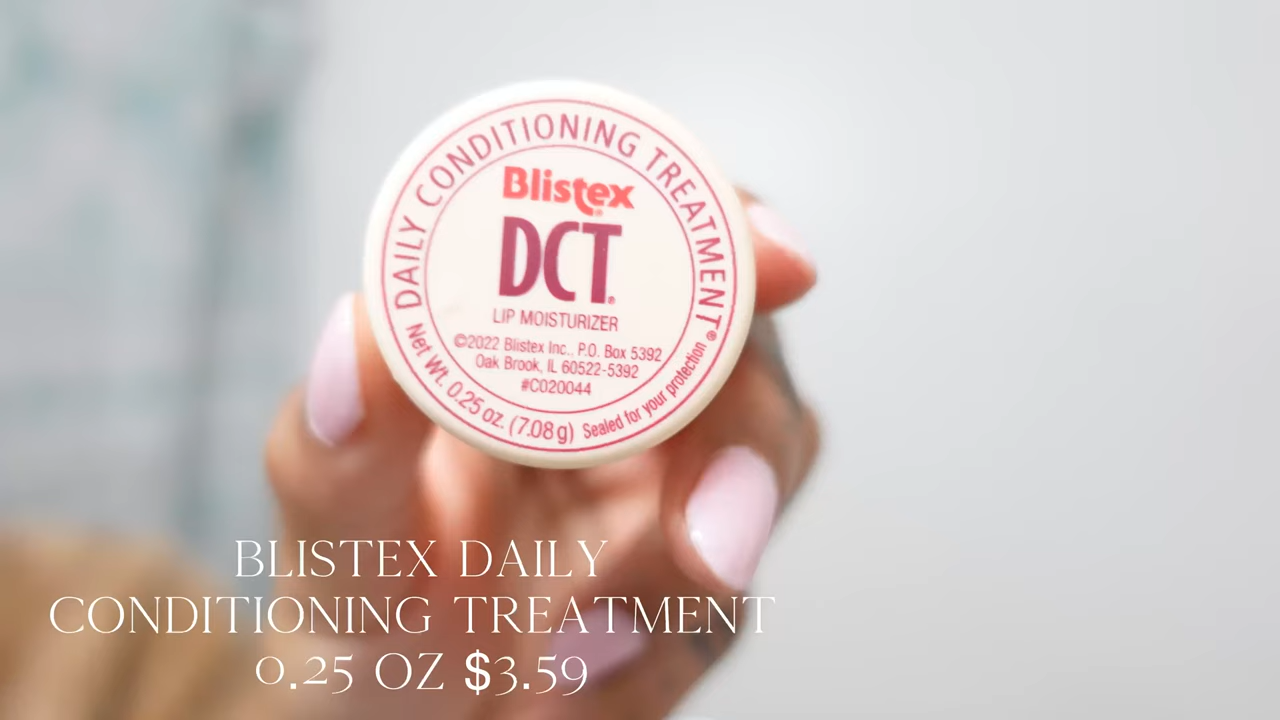 DAILY CONDITIONING TREATMENT®
Blistex®
DCT®
LIP MOISTURIZER
©2022 Blistex Inc., P.O. Box 5392
Oak Brook, IL 60522-5392
#C020044
Net Wt. 0.25 oz. (7.08 g) Sealed for your protection
BLISTEX DAILY
CONDITIONING TREATMENT
0.25 OZ $3.59